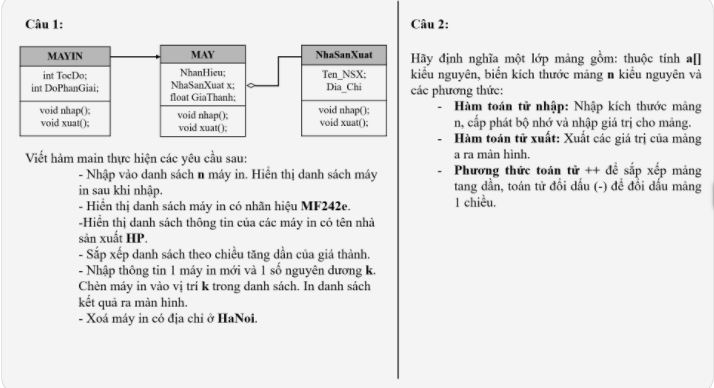 Câu 1:
MAYIN
int TocDo;
int DoPhanGiai;
void nhap();
void xuat();
MAY
NhanHieu;
NhaSanXuat x;
float GiaThanh;
void nhap();
void xuat();
NhaSanXuat
Ten_NSX;
Dia_Chi
void nhap();
void xuat();
Viết hàm main thực hiện các yêu cầu sau:
- Nhập vào danh sách n máy in. Hiển thị danh sách máy
in sau khi nhập.
- Hiển thị danh sách máy in có nhãn hiệu MF242e.
-Hiển thị danh sách thông tin của các máy in có tên nhà
sản xuất HP.
- Sắp xếp danh sách theo chiều tăng dần của giá thành.
- Nhập thông tin 1 máy in mới và 1 số nguyên dương k.
Chèn máy in vào vị trí k trong danh sách. In danh sách
kết quả ra màn hình.
- Xoá máy in có địa chỉ ở HaNoi.
Câu 2:
Hãy định nghĩa một lớp mảng gồm: thuộc tính a[]
kiểu nguyên, biến kích thước mảng n kiểu nguyên và
các phương thức:
- Hàm toán tử nhập: Nhập kích thước mảng
n, cấp phát bộ nhớ và nhập giá trị cho mảng.
- Hàm toán tử xuất: Xuất các giá trị của mảng
a ra màn hình.
- Phương thức toán tử ++ để sắp xếp mảng
tang dần, toán tử đổi dấu (-) để đổi dấu mảng
1 chiều.